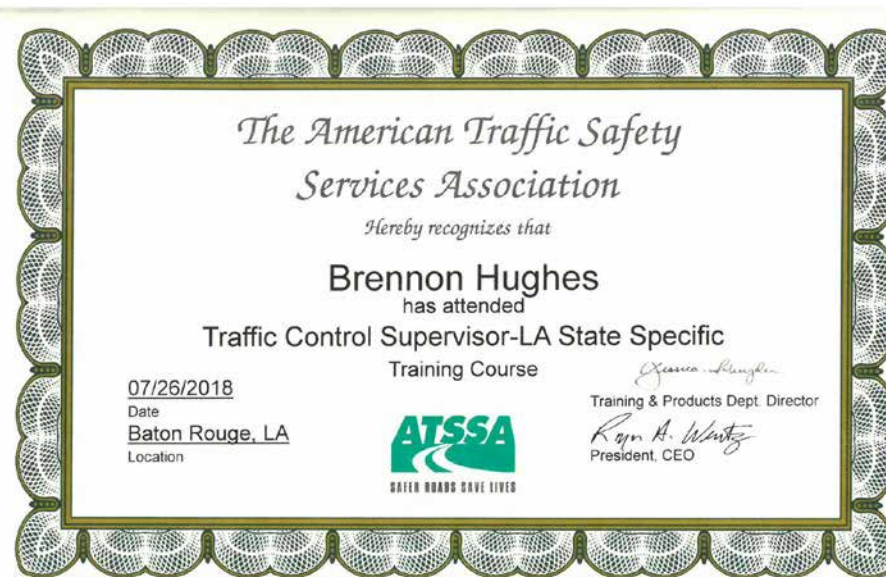 The American Traffic Safety
Services Association
Hereby recognizes that
Brennon Hughes
has attended
Traffic Control Supervisor-LA State Specific
Training Course
07/26/2018
Date
Baton Rouge, LA
Location
ATSSA
SAFER ROADS SAVE LIVES
Training & Products Dept. Director
President, CEO